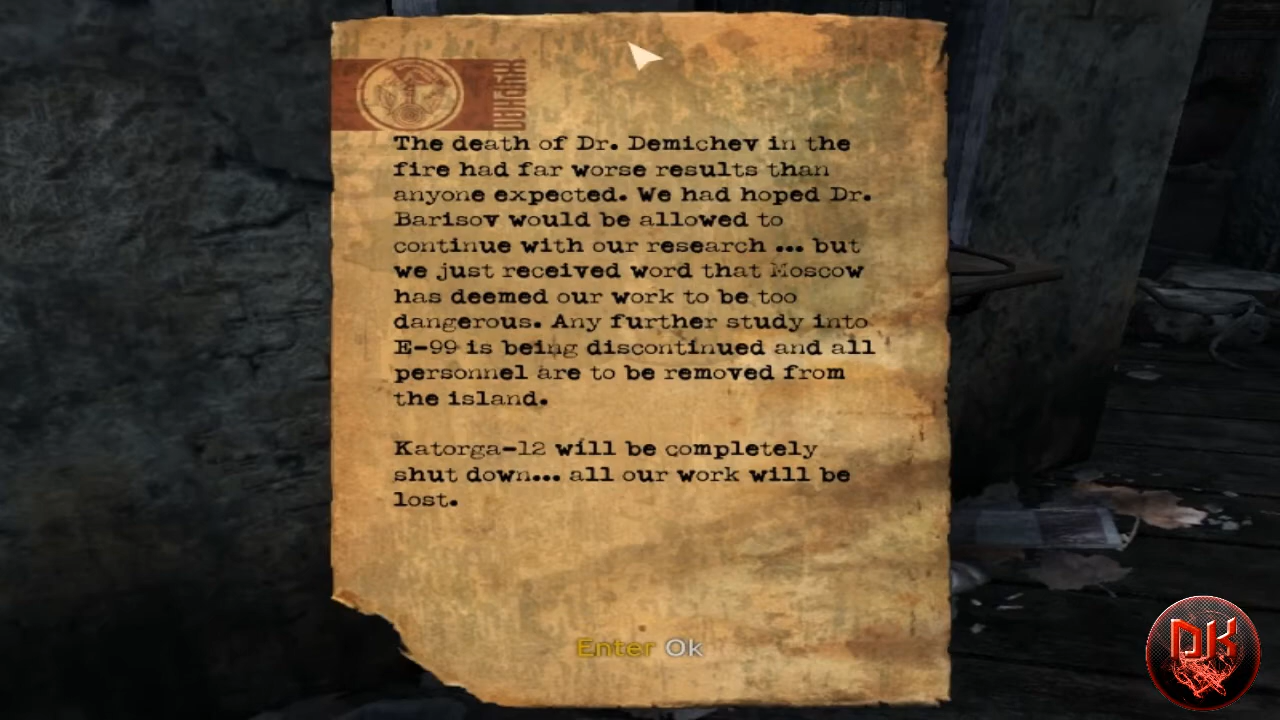 The death of Dr. Demichev in the
fire had far worse results than
anyone expected. We had hoped Dr.
Barisov would be allowed to
continue with our research ... but
we just received word that Moscow
has deemed our work to be too
dangerous. Any further study into
E-99 is being discontinued and all
personnel are to be removed from
the island.
Katorga-12 will be completely
shut down... all our work will be
lost.
Enter Ok
DK